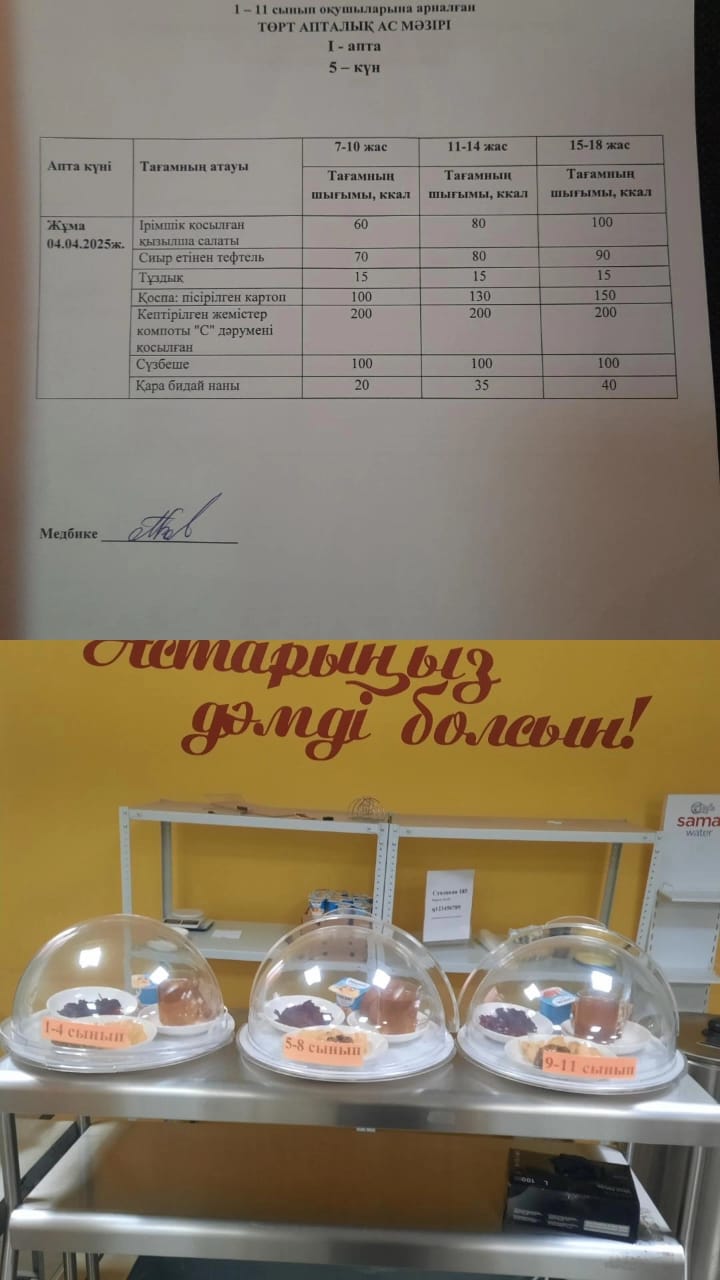 1 – 11 сынып оқушыларына арналған
ТӨРТ АПТАЛЫҚ АС МӘЗІРІ
I - апта
5 – күн
Апта күні Тағамның атауы 7-10 жас 11-14 жас 15-18 жас
Тағамның шығымы, ккал Тағамның шығымы, ккал Тағамның шығымы, ккал
Жұма 04.04.2025ж. Ірімшік қосылған қызылша салаты 60 80 100
Сиыр етінен тефтель 70 80 90
Тұздық 15 15 15
Қоспа: пісірілген картоп 100 130 150
Кептірілген жемістер компоты "С" дәрумені қосылған 200 200 200
Сүзбеше 100 100 100
Қара бидай наны 20 35 40
Медбике
Астарыңыз
дәмді болсын!
sama
water
1-4 сынып
5-8 сынып
9-11 сынып